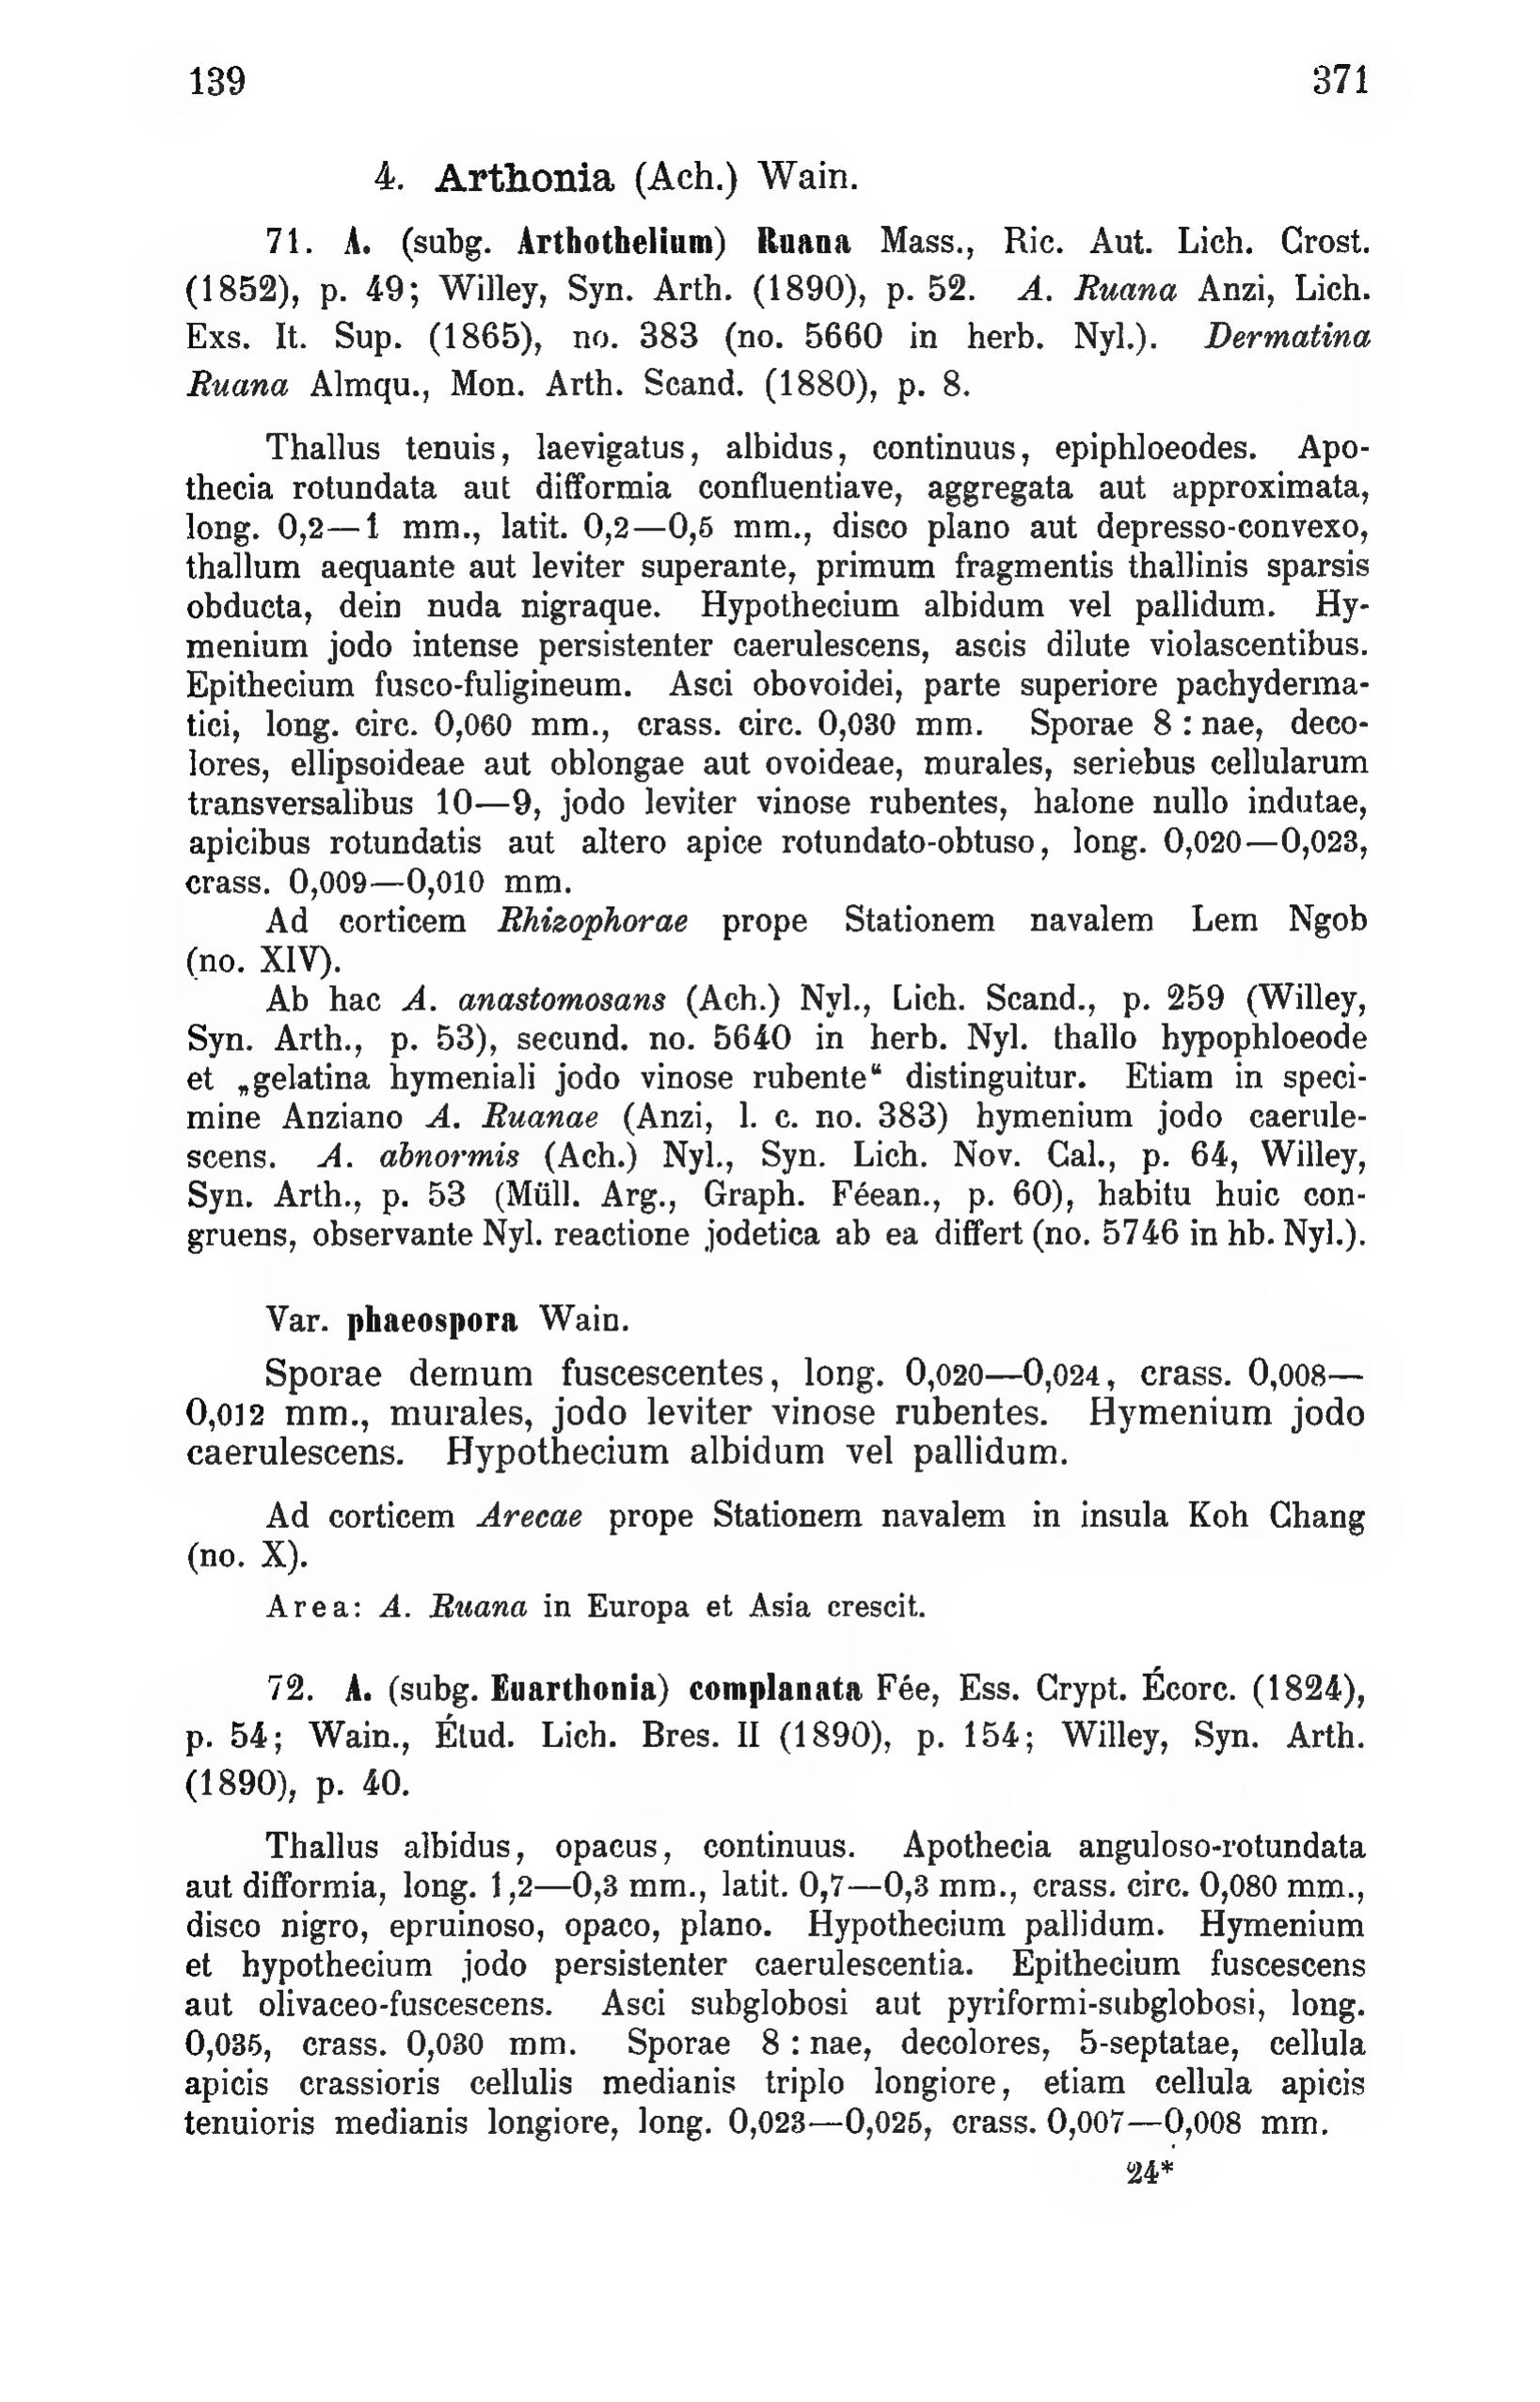 139 371
4. Arthonia (Ach.) Wain.
71. A. (subg. Arthothelium) Ruana Mass., Ric. Aut. Lich. Crost.
(1852), p. 49; Willey, Syn. Arth. (1890), p. 52. A. Ruana Anzi, Lich.
Exs. It. Sup. (1865), no. 383 (no. 5660 in herb. Nyl.). Dermatina
Ruana Almqu., Mon. Arth. Scand. (1880), p. 8.
Thallus tenuis, laevigatus, albidus, continuus, epiphloeodes. Apo-
thecia rotundata aut difformia confluentiave, aggregata aut approximata,
long. 0,2—1 mm., latit. 0,2—0,5 mm., disco plano aut depresso-convexo,
thallum aequante aut leviter superante, primum fragmentis thallinis sparsis
obducta, dein nuda nigraque. Hypothecium albidum vel pallidum. Hy-
menium jodo intense persistenter caerulescens, ascis dilute violascentibus.
Epithecium fusco-fuligineum. Asci obovoidei, parte superiore pachyderma-
tici, long. circ. 0,060 mm., crass. circ. 0,030 mm. Sporae 8 : nae, deco-
lores, ellipsoideae aut oblongae aut ovoideae, murales, seriebus cellularum
transversalibus 10—9, jodo leviter vinose rubentes, halone nullo indutae,
apicibus rotundatis aut altero apice rotundato-obtuso, long. 0,020—0,023,
crass. 0,009—0,010 mm.
Ad corticem Rhizophorae prope Stationem navalem Lem Ngob
(no. XIV).
Ab hac A. anastomosans (Ach.) Nyl., Lich. Scand., p. 259 (Willey,
Syn. Arth., p. 53), secund. no. 5640 in herb. Nyl. thallo hypophloeode
et „gelatina hymeniali jodo vinose rubente“ distinguitur. Etiam in speci-
mine Anziano A. Ruanae (Anzi, l. c. no. 383) hymenium jodo caerule-
scens. A. abnormis (Ach.) Nyl., Syn. Lich. Nov. Cal., p. 64, Willey,
Syn. Arth., p. 53 (Müll. Arg., Graph. Féean., p. 60), habitu huic con-
gruens, observante Nyl. reactione jodetica ab ea differt (no. 5746 in hb. Nyl.).
Var. phaeospora Wain.
Sporae demum fuscescentes, long. 0,020—0,024, crass. 0,008—
0,012 mm., murales, jodo leviter vinose rubentes. Hymenium jodo
caerulescens. Hypothecium albidum vel pallidum.
Ad corticem Arecae prope Stationem navalem in insula Koh Chang
(no. X).
Area: A. Ruana in Europa et Asia crescit.
72. A. (subg. Euarthonia) complanata Fée, Ess. Crypt. Écorc. (1824),
p. 54; Wain., Étud. Lich. Bres. II (1890), p. 154; Willey, Syn. Arth.
(1890), p. 40.
Thallus albidus, opacus, continuus. Apothecia anguloso-rotundata
aut difformia, long. 1,2—0,3 mm., latit. 0,7—0,3 mm., crass. circ. 0,080 mm.,
disco nigro, epruinoso, opaco, plano. Hypothecium pallidum. Hymenium
et hypothecium jodo persistenter caerulescentia. Epithecium fuscescens
aut olivaceo-fuscescens. Asci subglobosi aut pyriformi-subglobosi, long.
0,035, crass. 0,030 mm. Sporae 8 : nae, decolores, 5-septatae, cellula
apicis crassioris cellulis medianis triplo longiore, etiam cellula apicis
tenuioris medianis longiore, long. 0,023—0,025, crass. 0,007—0,008 mm.
24*